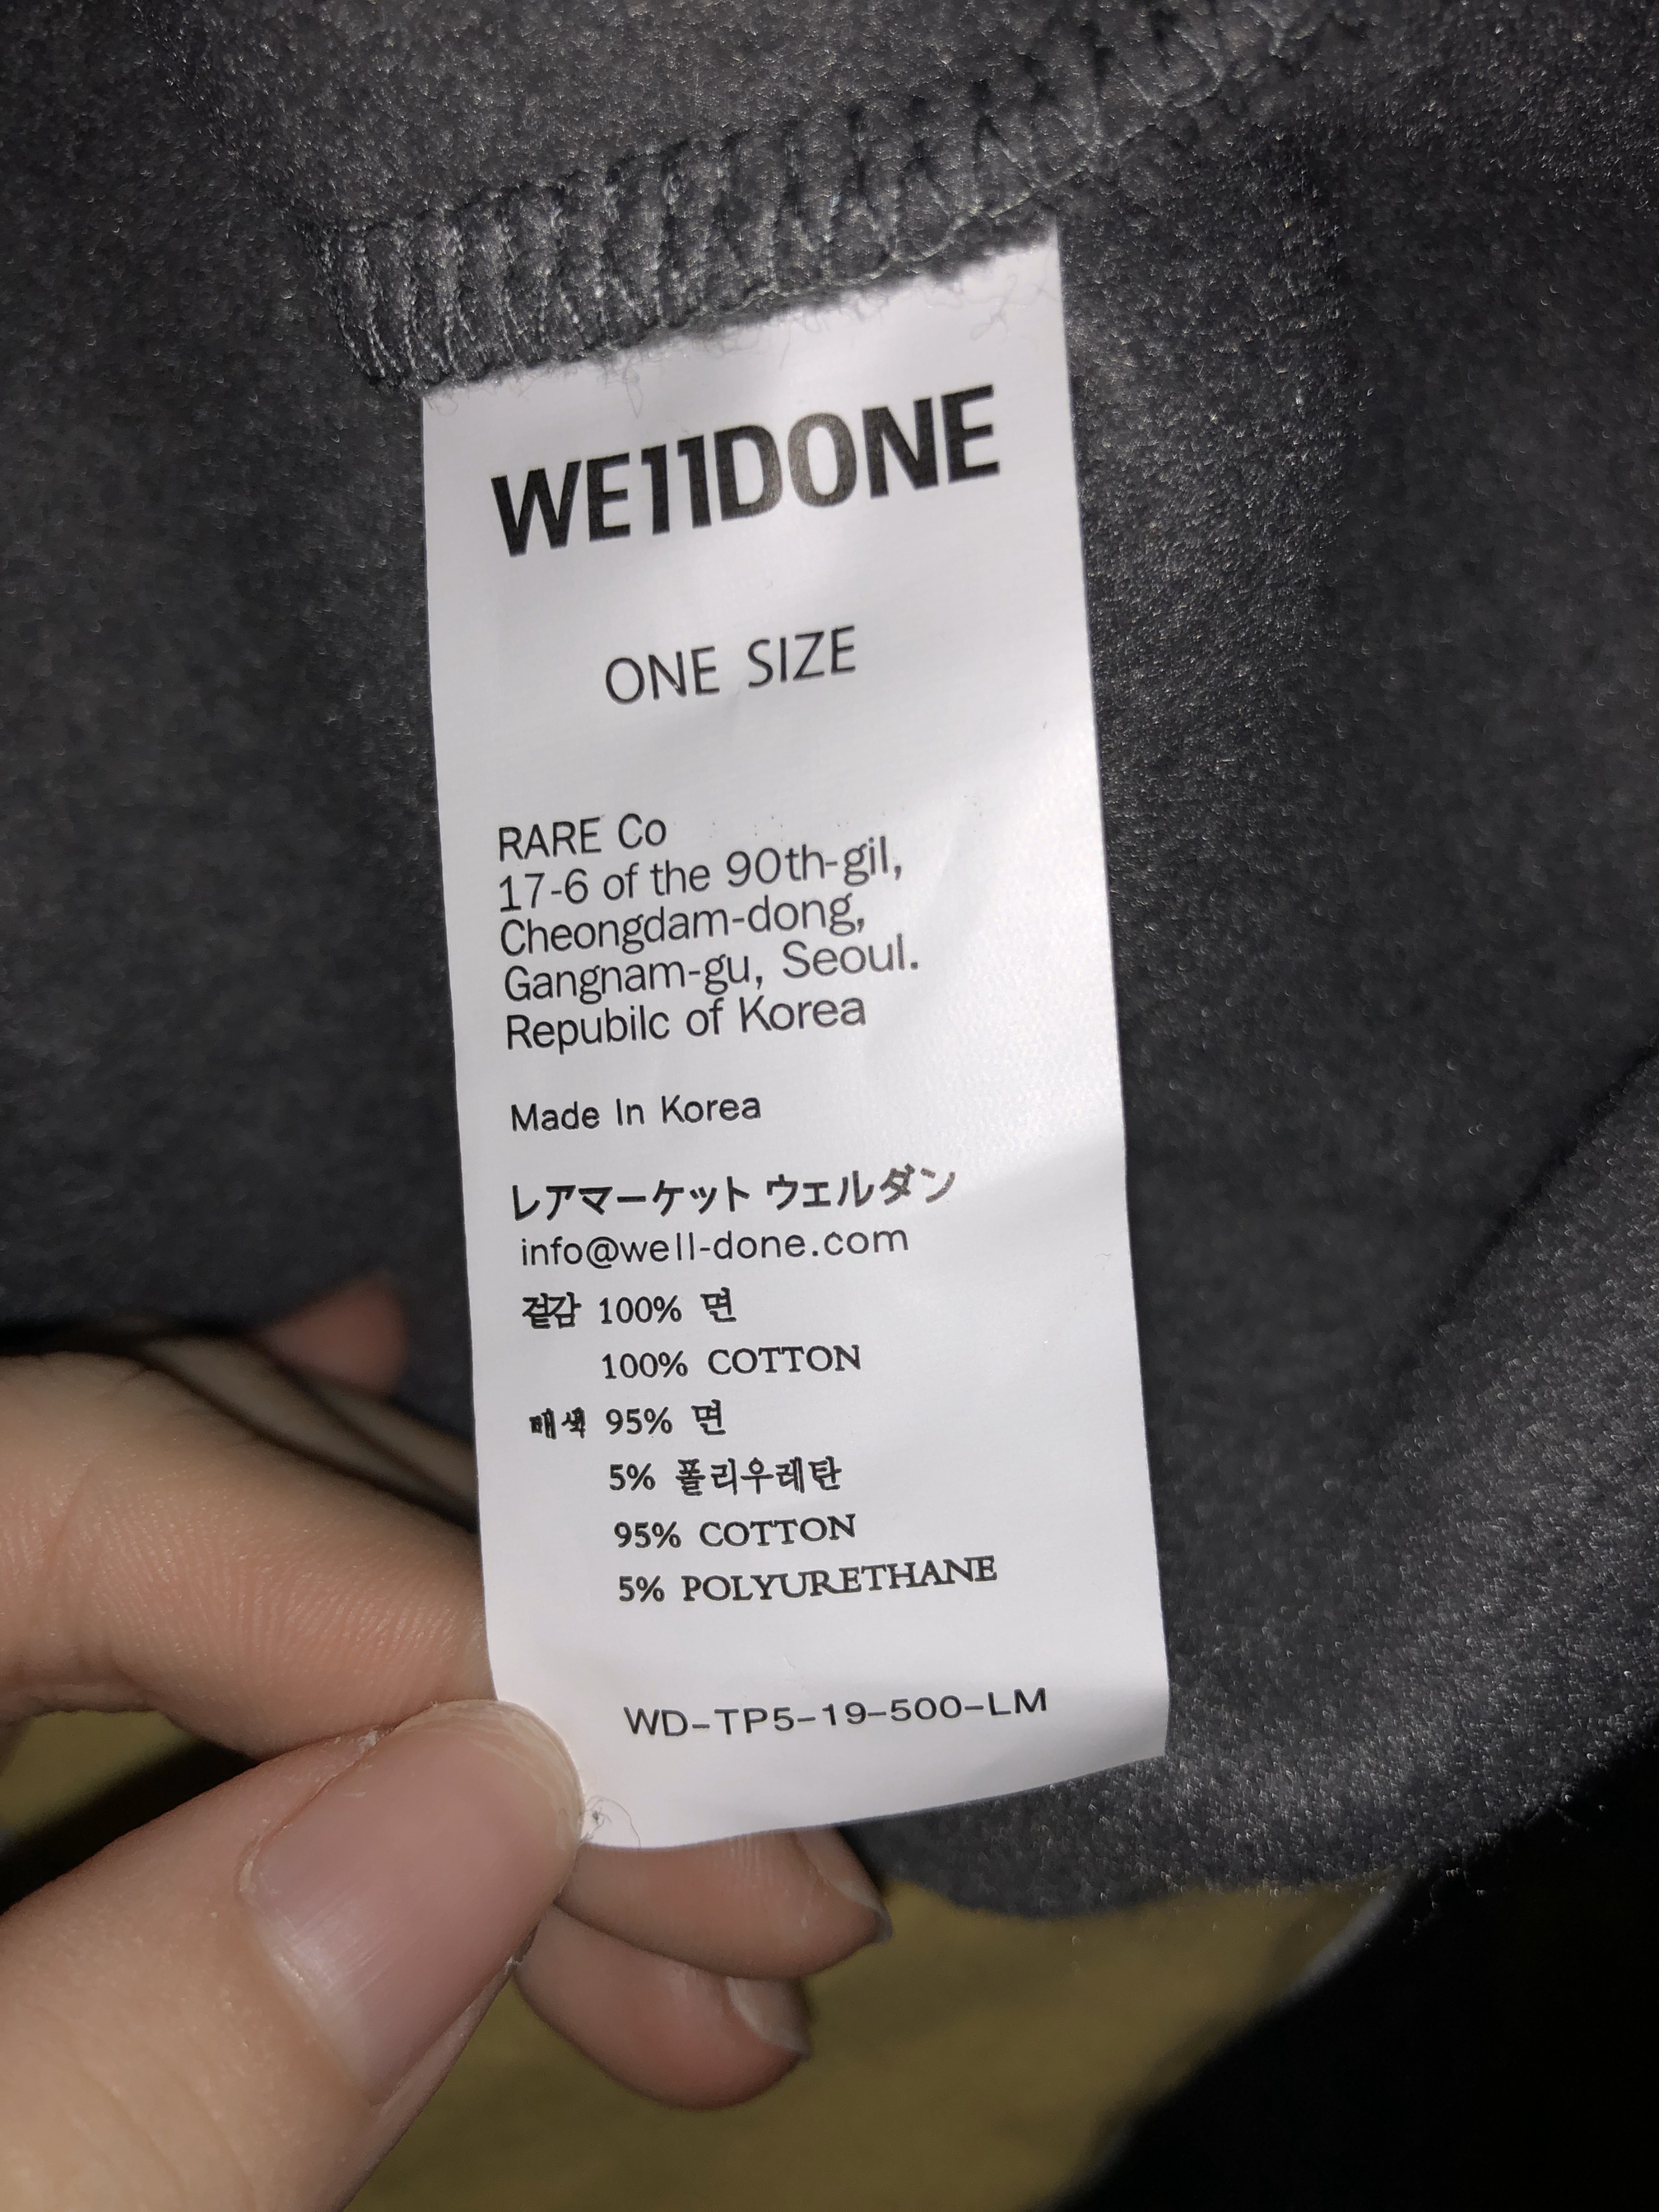 WE11DONE
ONE SIZE
RARE Co
17-6 of the 90th-gil,
Cheongdam-dong,
Gangnam-gu, Seoul.
Repubilc of Korea
Made In Korea
レアマーケット ウェルダン
info@well-done.com
겉감 100% 면
100% COTTON
배색 95% 면
5% 폴리우레탄
95% COTTON
5% POLYURETHANE
WD-TP5-19-500-LM